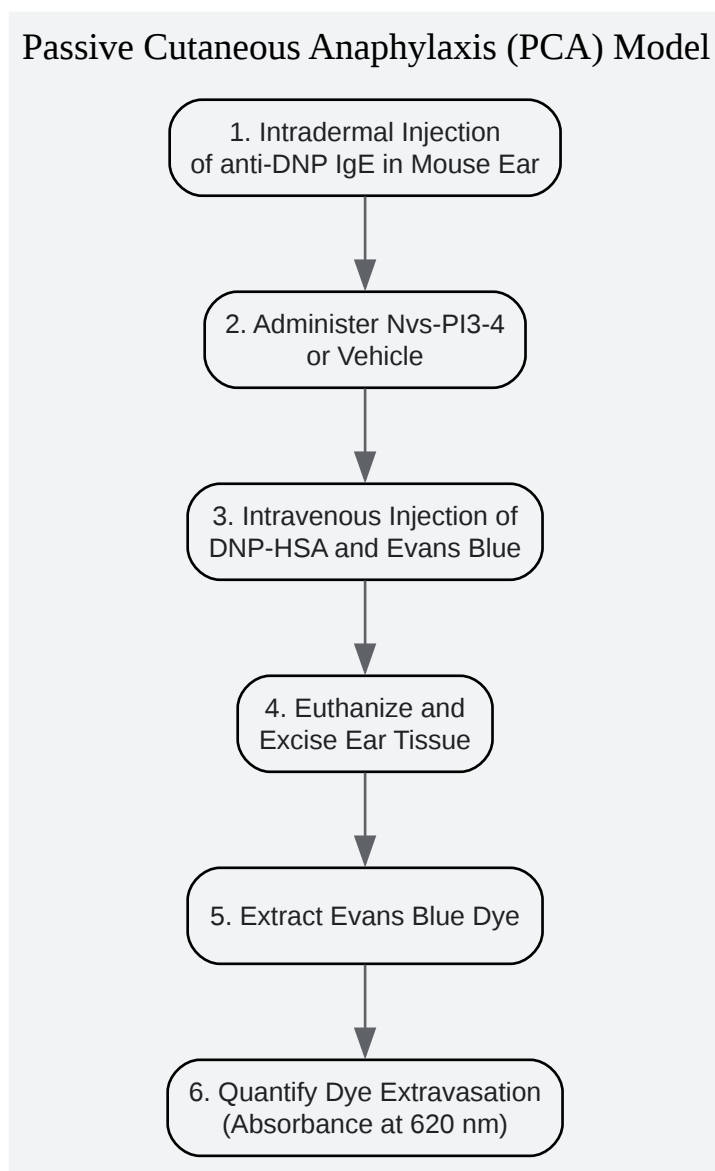 Passive Cutaneous Anaphylaxis (PCA) Model
1. Intradermal Injection
of anti-DNP IgE in Mouse Ear
2. Administer Nvs-PI3-4
or Vehicle
3. Intravenous Injection of
DNP-HSA and Evans Blue
4. Euthanize and
Excise Ear Tissue
5. Extract Evans Blue Dye
6. Quantify Dye Extravasation
(Absorbance at 620 nm)